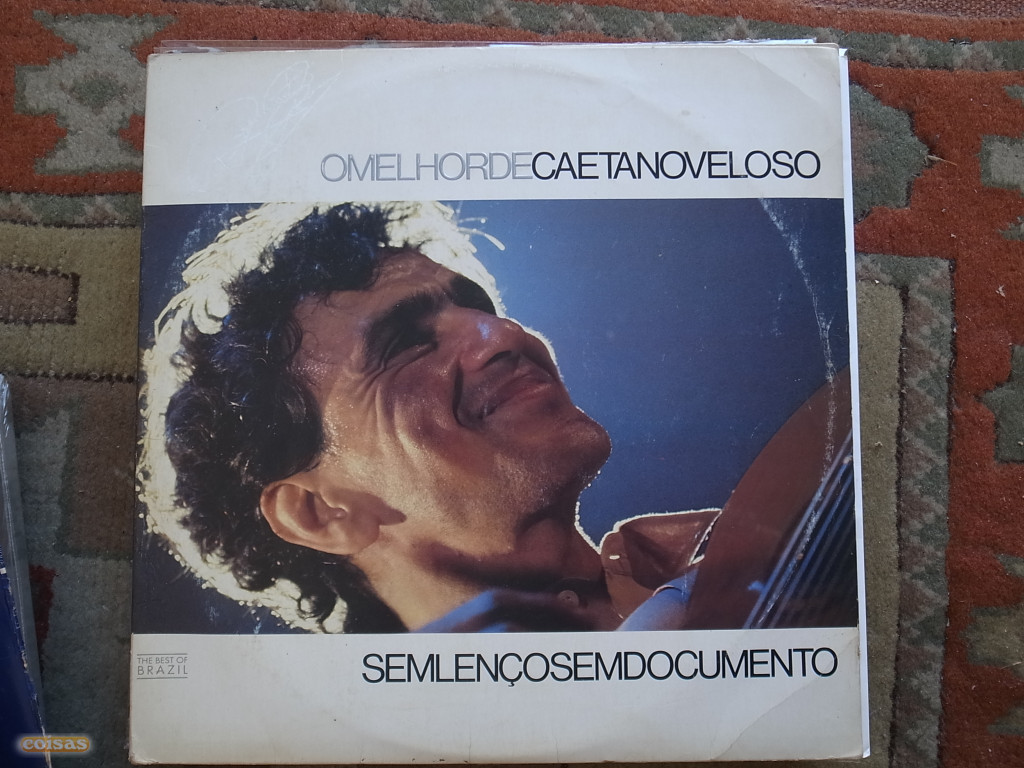 OMELHORDECAETANOVELOSO
THE BEST OF
BRAZIL
SEMLENÇOSEMDOCUMENTO
coisas